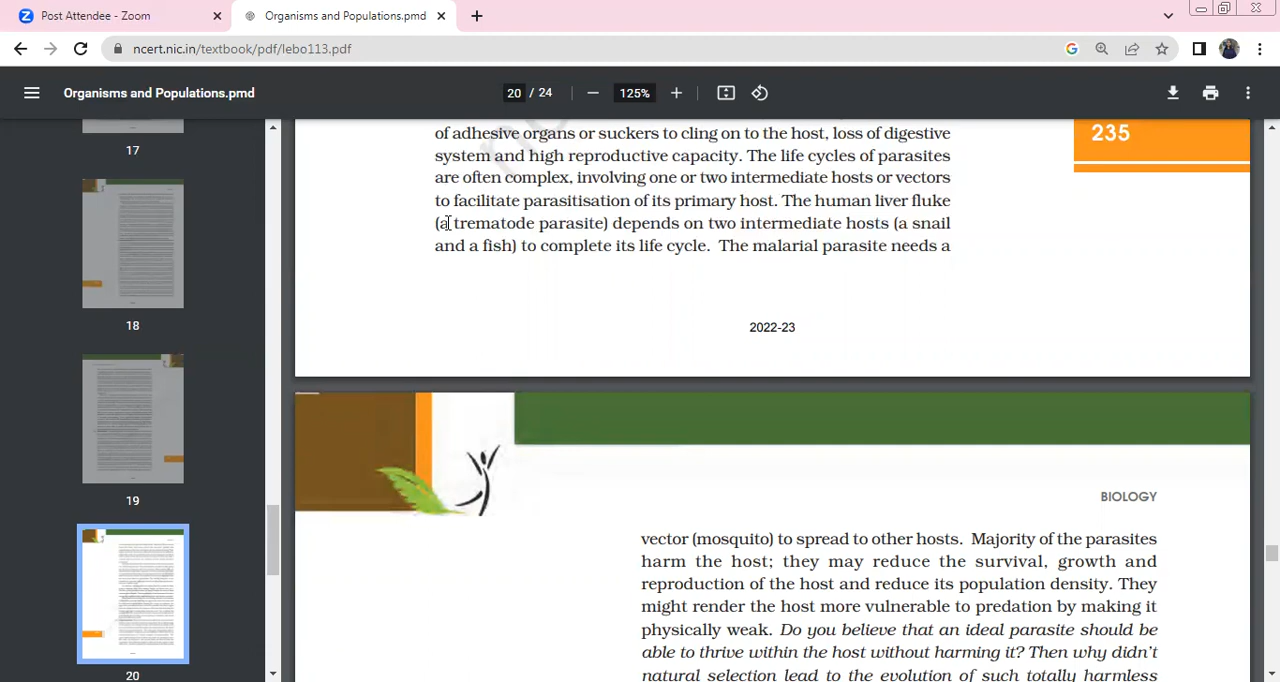 Post Attendee - Zoom
Organisms and Populations.pmd
ncert.nic.in/textbook/pdf/lebo113.pdf
Organisms and Populations.pmd
20 / 24
125%
17
18
19
20
of adhesive organs or suckers to cling on to the host, loss of digestive
system and high reproductive capacity. The life cycles of parasites
are often complex, involving one or two intermediate hosts or vectors
to facilitate parasitisation of its primary host. The human liver fluke
(a trematode parasite) depends on two intermediate hosts (a snail
and a fish) to complete its life cycle. The malarial parasite needs a
235
2022-23
BIOLOGY
vector (mosquito) to spread to other hosts. Majority of the parasites
harm the host; they may reduce the survival, growth and
reproduction of the host and reduce its population density. They
might render the host more vulnerable to predation by making it
physically weak. Do you believe that an ideal parasite should be
able to thrive within the host without harming it? Then why didn't
natural selection lead to the evolution of such totally harmless